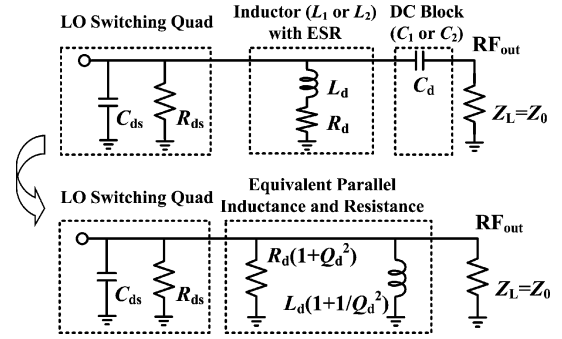 LO Switching Quad
Inductor (L₁ or L₂)
with ESR
DC Block
(C₁ or C₂)
RFout
Cds
Rds
Ld
Rd
Cd
ZL=Z0
LO Switching Quad
Equivalent Parallel
Inductance and Resistance
RFout
Cds
Rds
Rd(1+Qd²)
Ld(1+1/Qd²)
ZL=Z0